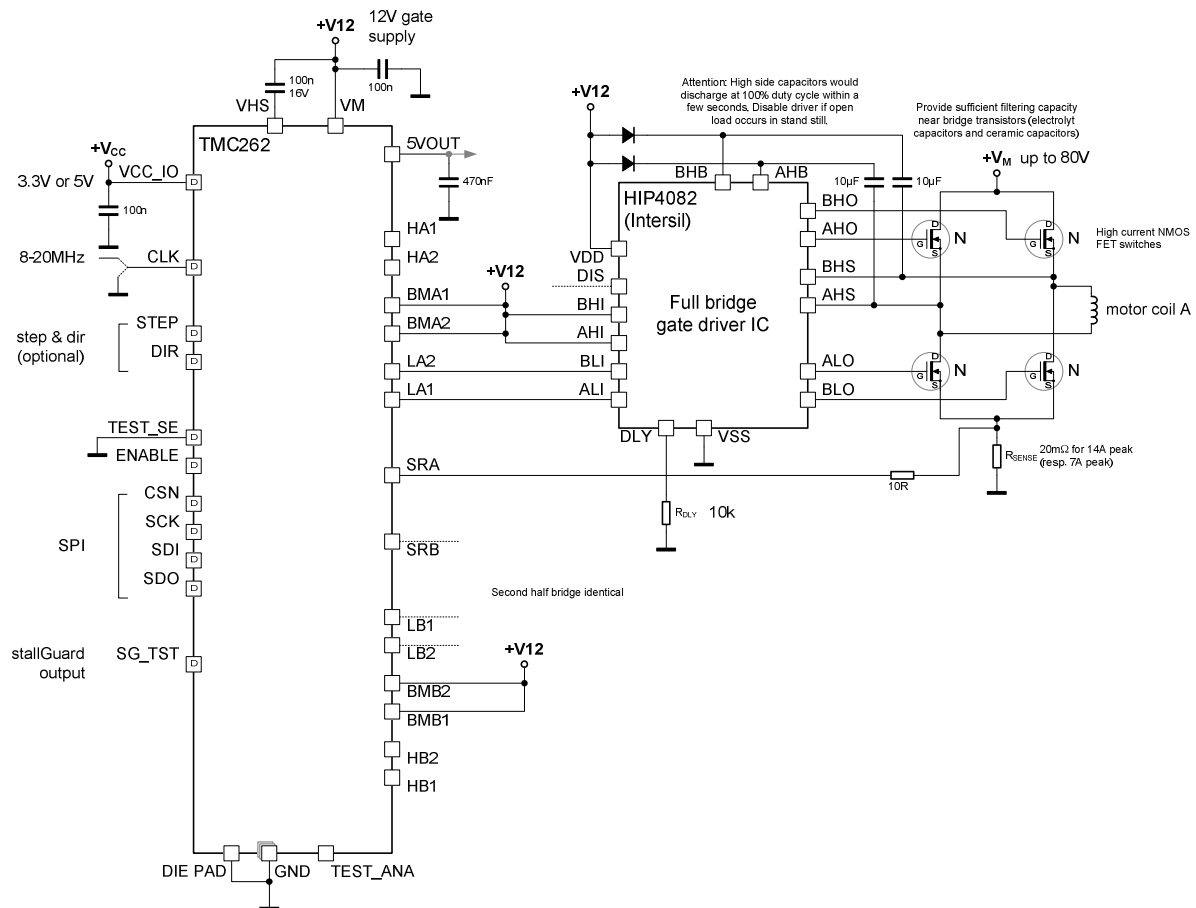 +V12
12V gate
supply
100n
16V
100n
VHS
VM
TMC262
5VOUT
470nF
+VCC
VCC_IO
3.3V or 5V
100n
8-20MHz
CLK
step & dir
(optional)
STEP
DIR
TEST_SE
ENABLE
SPI
CSN
SCK
SDI
SDO
stallGuard
output
SG_TST
DIE PAD
GND
TEST_ANA
D
D
D
D
D
D
D
D
D
D
D
HA1
HA2
BMA1
BMA2
LA2
LA1
SRA
SRB
LB1
LB2
BMB2
BMB1
HB2
HB1
+V12
+V12
Second half bridge identical
+V12
Attention: High side capacitors would
discharge at 100% duty cycle within a
few seconds. Disable driver if open
load occurs in stand still.
Provide sufficient filtering capacity
near bridge transistors (electrolyt
capacitors and ceramic capacitors)
+VM up to 80V
BHB
AHB
10µF
10µF
HIP4082
(Intersil)
Full bridge
gate driver IC
VDD
DIS
BHI
AHI
BLI
ALI
DLY
VSS
BHO
AHO
BHS
AHS
ALO
BLO
D
G
S
N
D
G
S
N
High current NMOS
FET switches
motor coil A
D
G
S
N
D
G
S
N
RSENSE
20mΩ for 14A peak
(resp. 7A peak)
10R
RDLY
10k